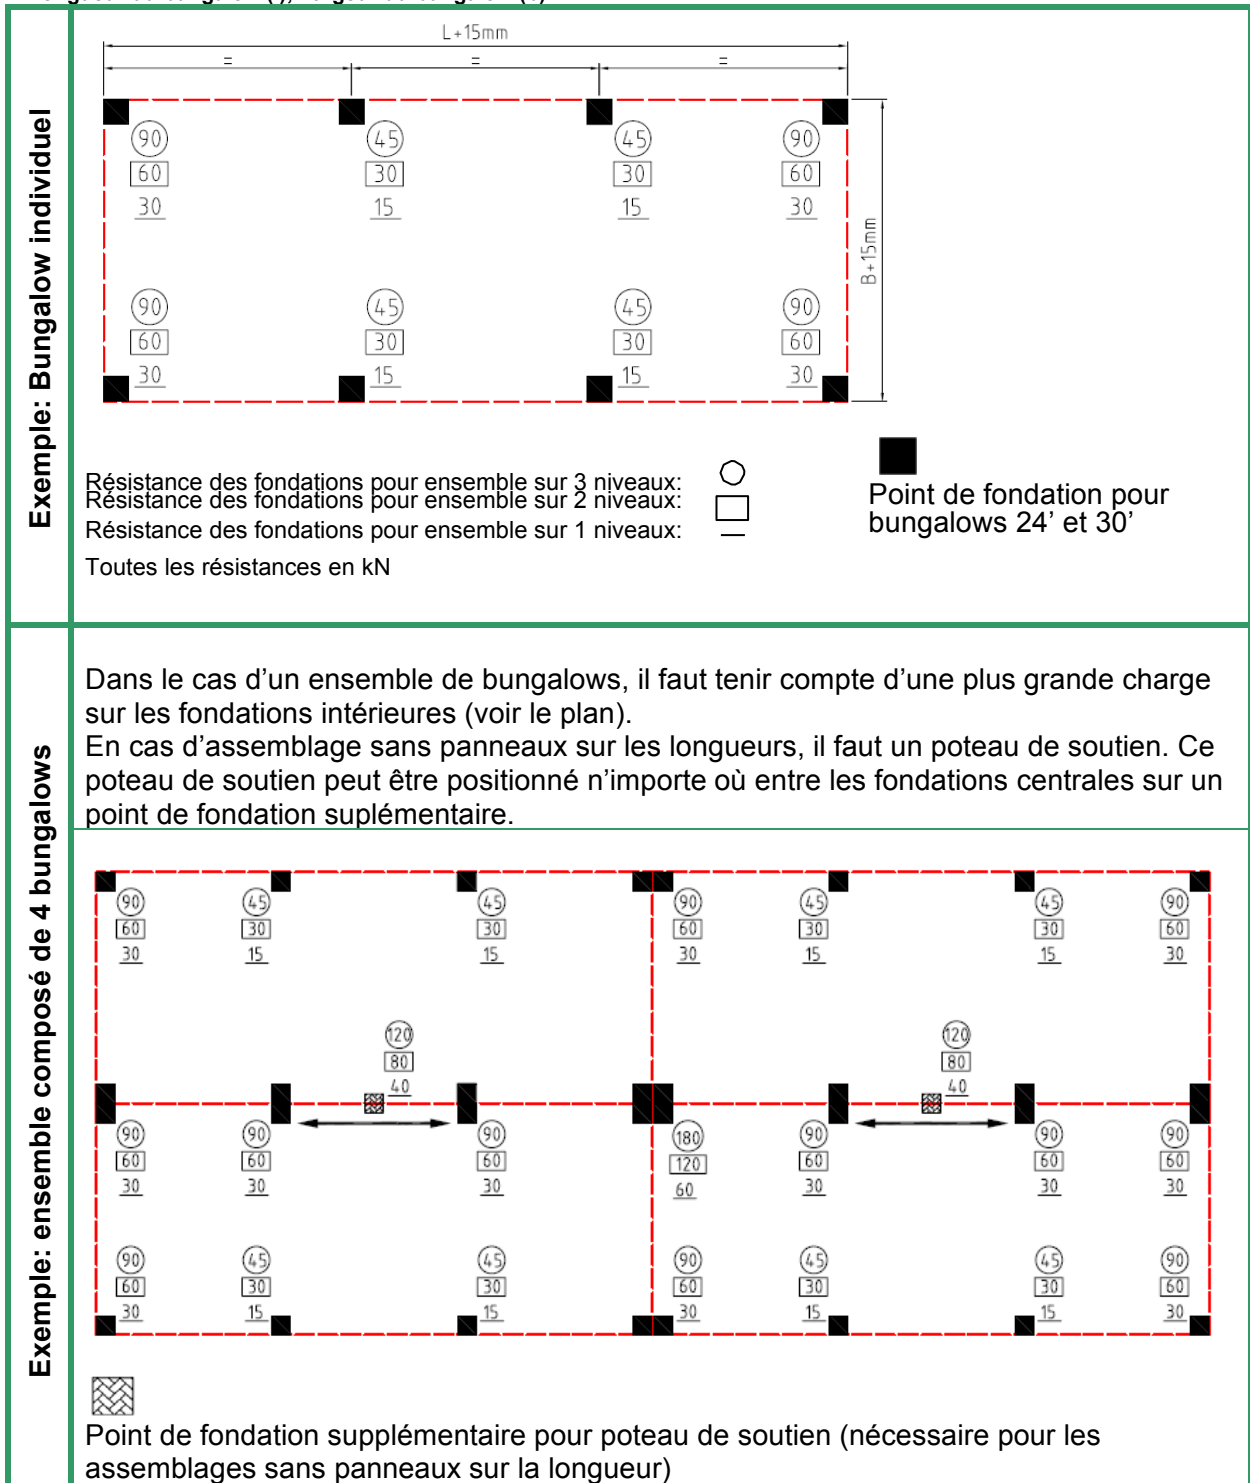 Exemple: Bungalow individuel
L+15mm
= = =
90 45 45 90
60 30 30 60
30 15 15 30
B+15mm
90 45 45 90
60 30 30 60
30 15 15 30
Résistance des fondations pour ensemble sur 3 niveaux:
Résistance des fondations pour ensemble sur 2 niveaux:
Résistance des fondations pour ensemble sur 1 niveaux:
Toutes les résistances en kN
Point de fondation pour
bungalows 24’ et 30’
Exemple: ensemble composé de 4 bungalows
Dans le cas d’un ensemble de bungalows, il faut tenir compte d’une plus grande charge
sur les fondations intérieures (voir le plan).
En cas d’assemblage sans panneaux sur les longueurs, il faut un poteau de soutien. Ce
poteau de soutien peut être positionné n’importe où entre les fondations centrales sur un
point de fondation suplémentaire.
90 45 45 90 45 45 90
60 30 30 60 30 30 60
30 15 15 30 15 15 30
120 120
80 80
40 40
90 90 90 180 90 90 90
60 60 60 120 60 60 60
30 30 30 60 30 30 30
90 45 45 90 45 45 90
60 30 30 60 30 30 60
30 15 15 30 15 15 30
Point de fondation supplémentaire pour poteau de soutien (nécessaire pour les
assemblages sans panneaux sur la longueur)